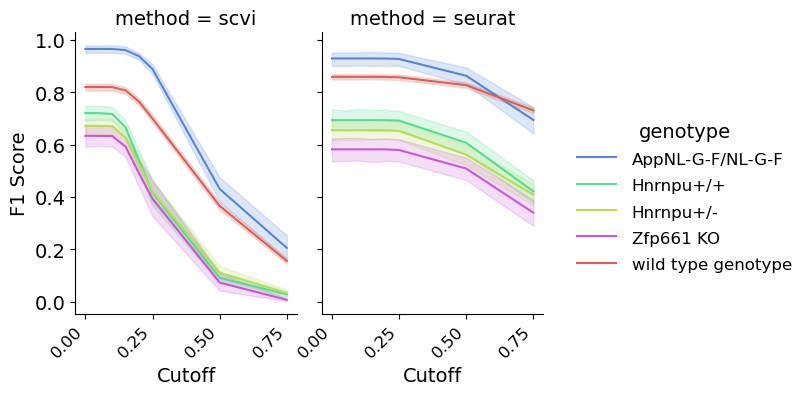 method = scvi
method = seurat
1.0
0.8
0.6
0.4
0.2
0.0
F1 Score
0.00
0.25
0.50
0.75
Cutoff
0.00
0.25
0.50
0.75
Cutoff
genotype
AppNL-G-F/NL-G-F
Hnrnpu+/+
Hnrnpu+/-
Zfp661 KO
wild type genotype